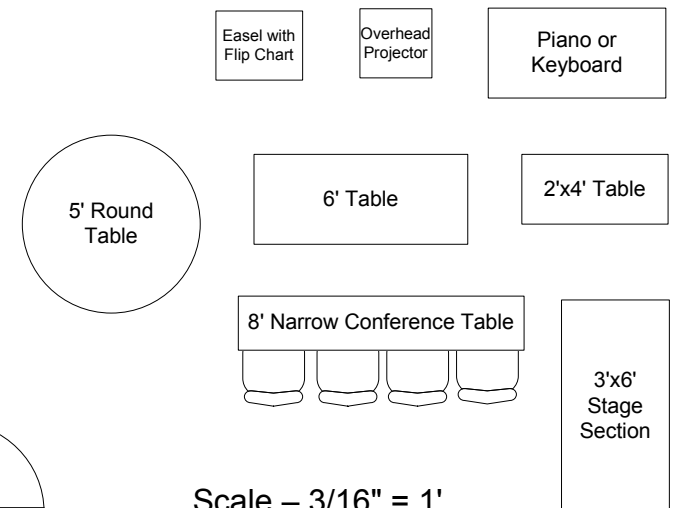 Easel with
Flip Chart
Overhead
Projector
Piano or
Keyboard
5' Round
Table
6' Table
2'x4' Table
8' Narrow Conference Table
3'x6'
Stage
Section
Scale – 3/16" = 1'